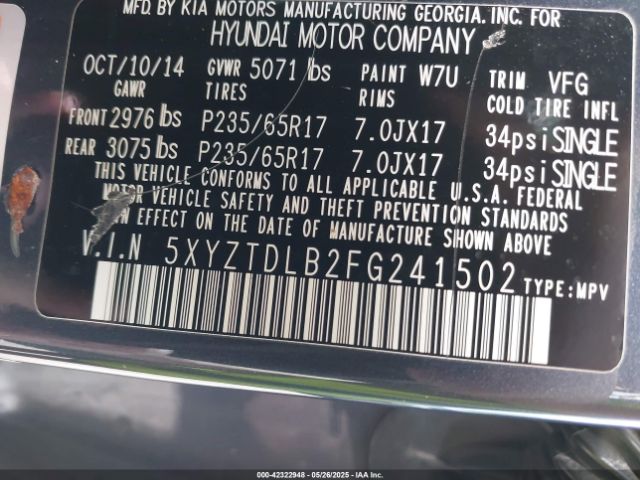 MFD. BY KIA MOTORS MANUFACTURING GEORGIA. INC. FOR
HYUNDAI MOTOR COMPANY
OCT/10/14 GVWR 5071 lbs PAINT W7U TRIM VFG
GAWR TIRES RIMS COLD TIRE INFL
FRONT 2976 lbs P235/65R17 7.0JX17 34psi SINGLE
REAR 3075 lbs P235/65R17 7.0JX17 34psi SINGLE
THIS VEHICLE CONFORMS TO ALL APPLICABLE U.S.A. FEDERAL
MOTOR VEHICLE SAFETY AND THEFT PREVENTION STANDARDS
IN EFFECT ON THE DATE OF MANUFACTURE SHOWN ABOVE
V.I.N 5XYZTDLB2FG241502 TYPE:MPV
000-42322948 - 05/26/2025 - IAAI.COM